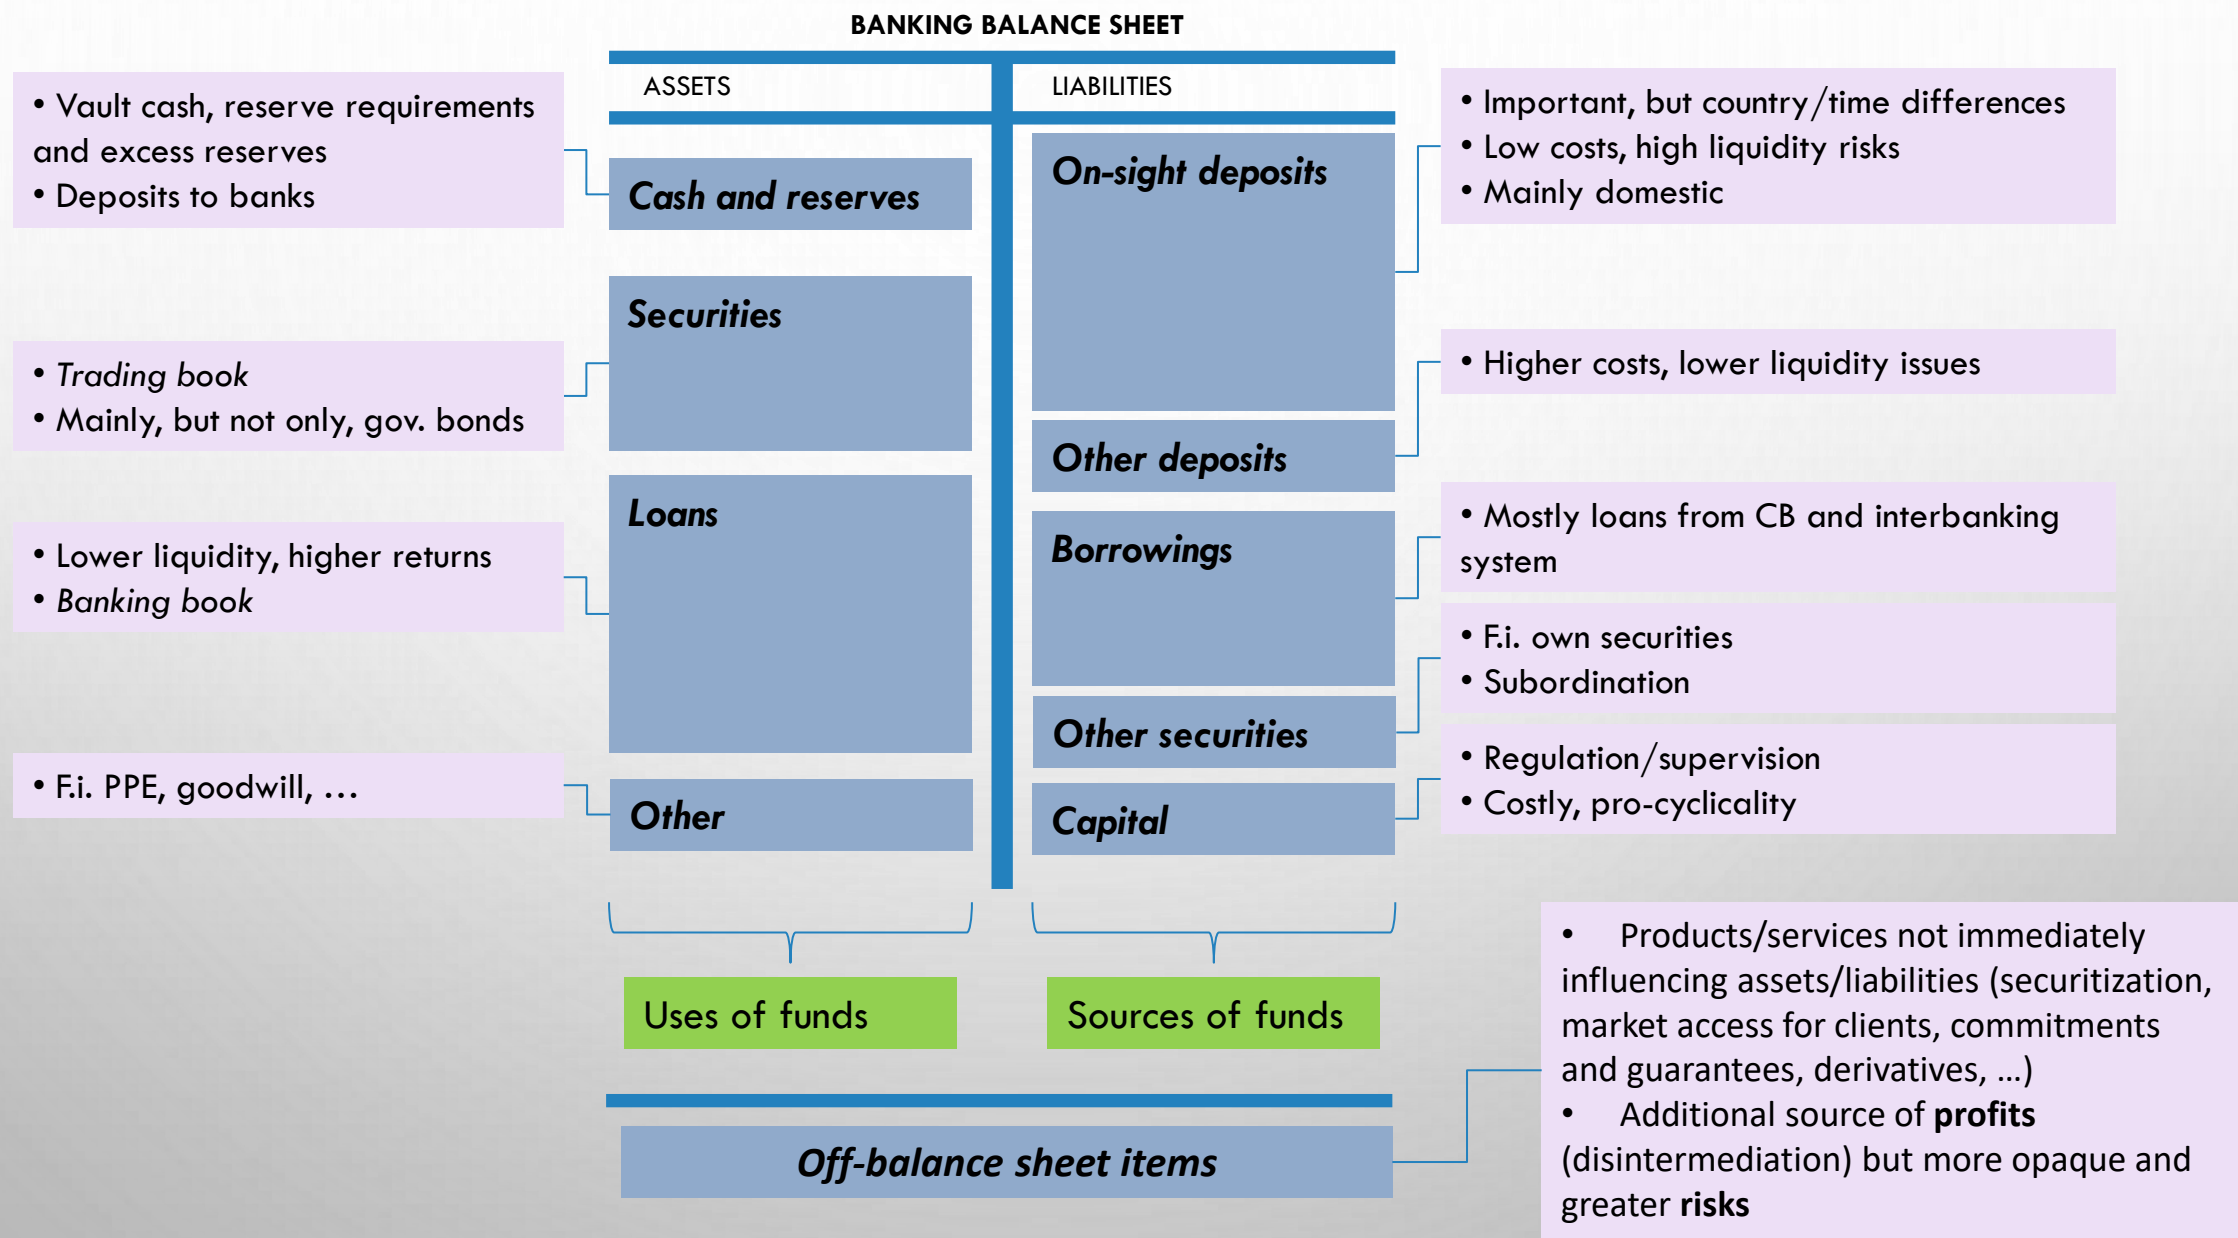 BANKING BALANCE SHEET
ASSETS
LIABILITIES
• Vault cash, reserve requirements
and excess reserves
• Deposits to banks
Cash and reserves
• Trading book
• Mainly, but not only, gov. bonds
Securities
• Lower liquidity, higher returns
• Banking book
Loans
• F.i. PPE, goodwill, …
Other
On-sight deposits
• Important, but country/time differences
• Low costs, high liquidity risks
• Mainly domestic
Other deposits
• Higher costs, lower liquidity issues
Borrowings
• Mostly loans from CB and interbanking
system
Other securities
• F.i. own securities
• Subordination
Capital
• Regulation/supervision
• Costly, pro-cyclicality
Uses of funds
Sources of funds
Off-balance sheet items
• Products/services not immediately
influencing assets/liabilities (securitization,
market access for clients, commitments
and guarantees, derivatives, …)
• Additional source of profits
(disintermediation) but more opaque and
greater risks